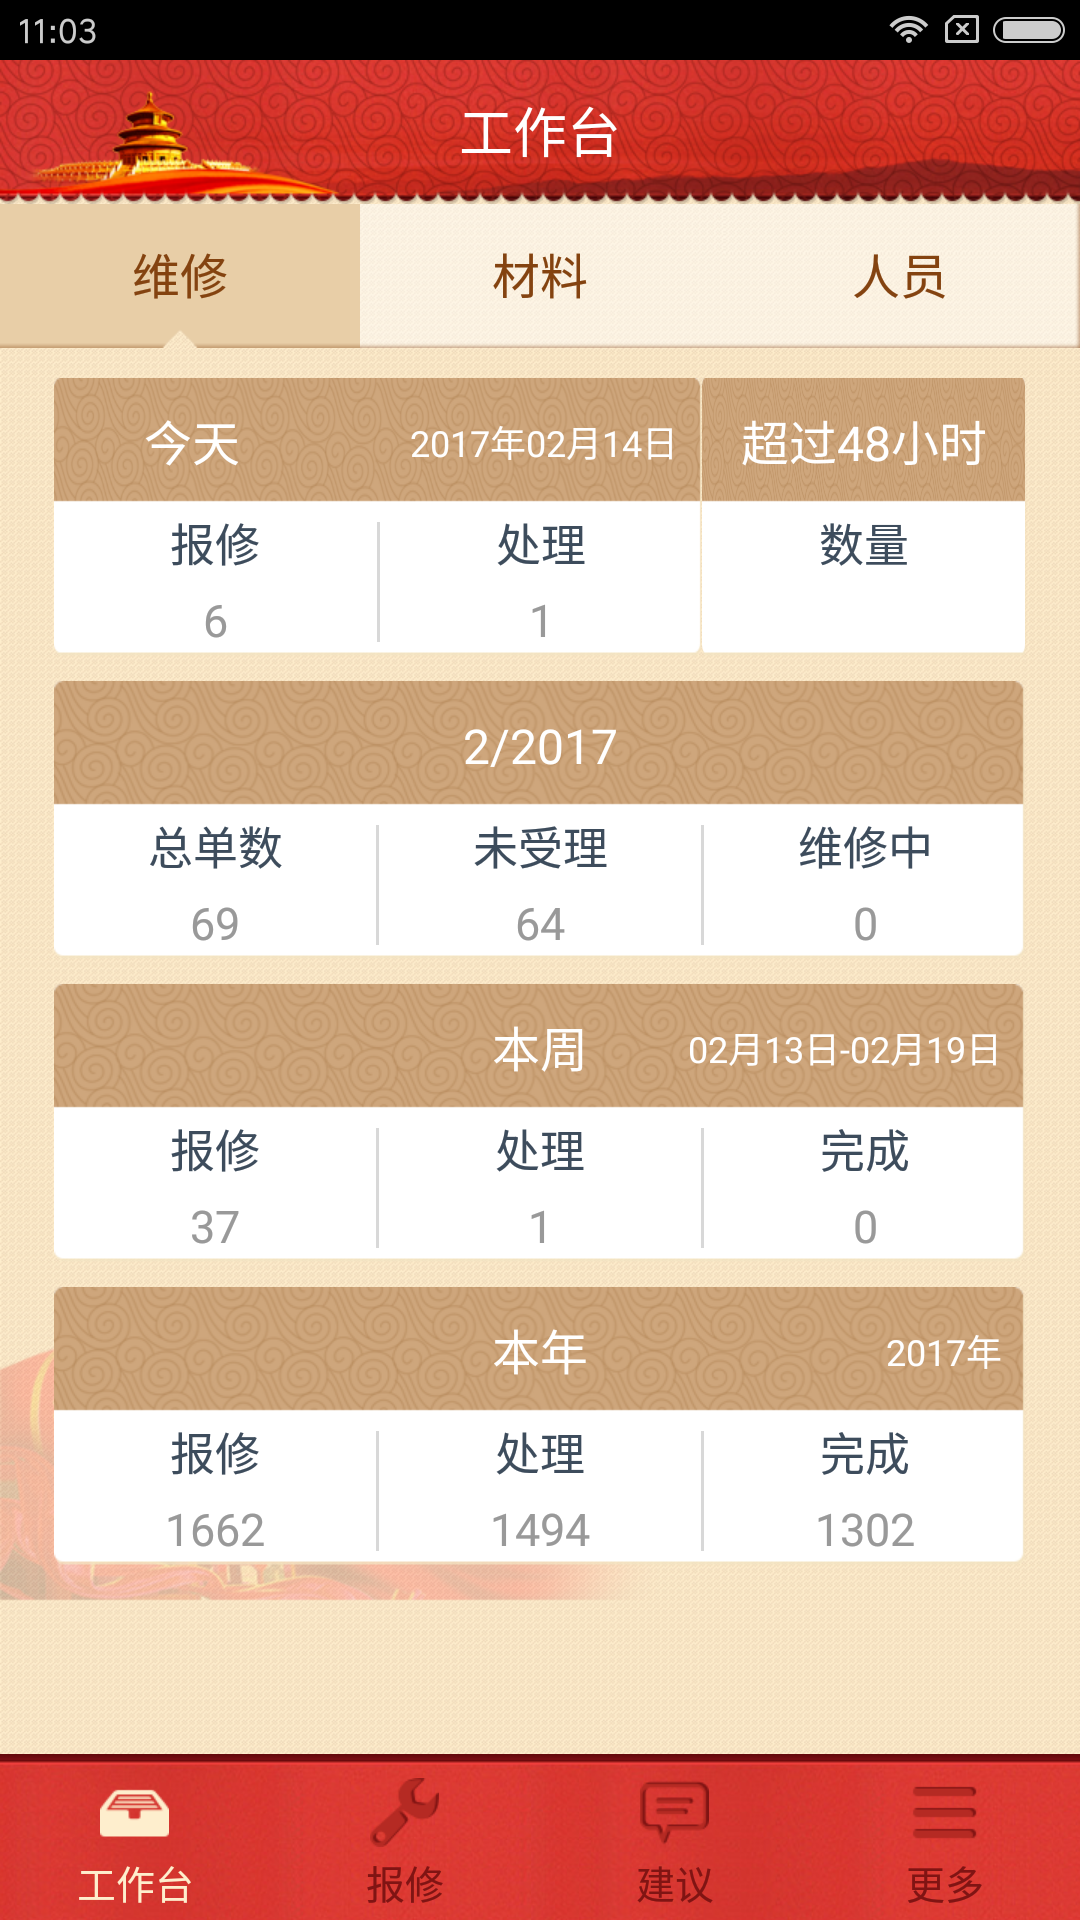 11:03
工作台
维修 材料 人员
今天 2017年02月14日 超过48小时
报修 处理 数量
6 1
2/2017
总单数 未受理 维修中
69 64 0
本周 02月13日-02月19日
报修 处理 完成
37 1 0
本年 2017年
报修 处理 完成
1662 1494 1302
工作台 报修 建议 更多